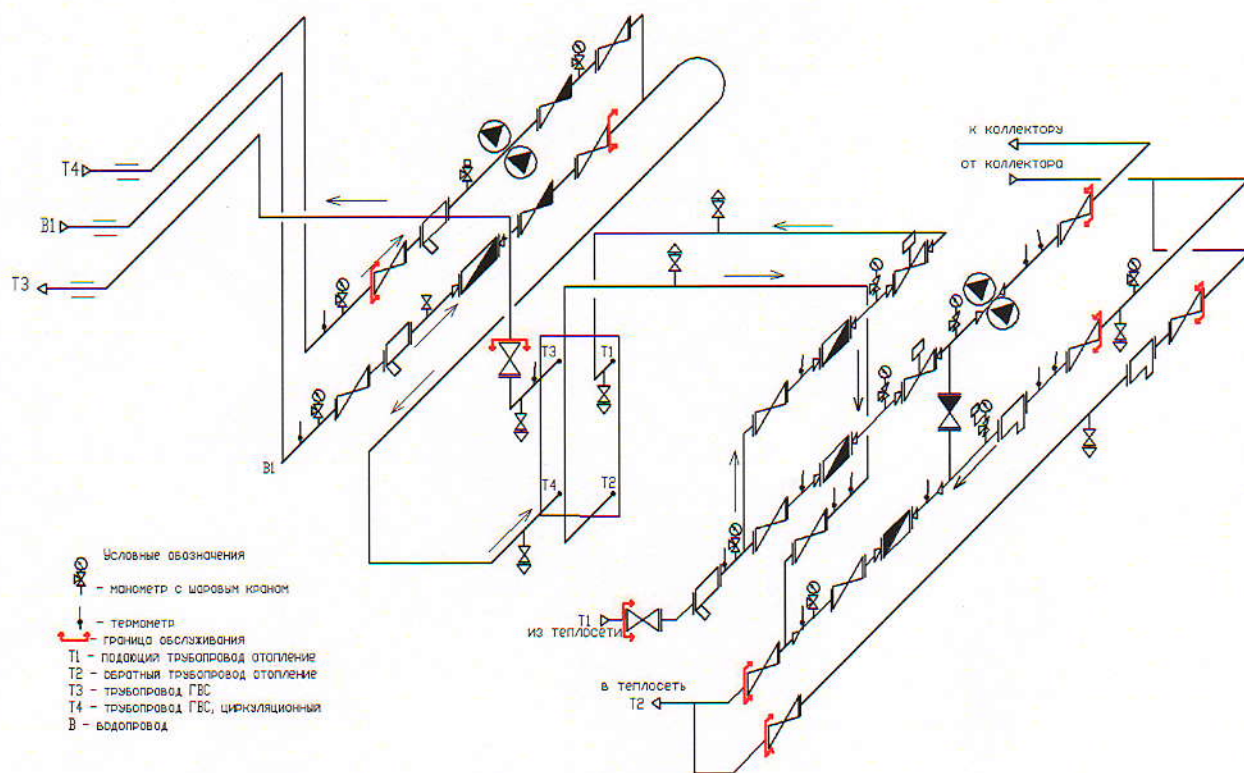 к коллектору
от коллектора
Т4
В1
Т3
Т3
Т1
Т4
Т2
В1
Т1
из теплосети
в теплосеть
Т2
Условные обозначения
- манометр с шаровым краном
- термометр
- граница обслуживания
Т1 - подающий трубопровод отопление
Т2 - обратный трубопровод отопление
Т3 - трубопровод ГВС
Т4 - трубопровод ГВС, циркуляционный
В - водопровод